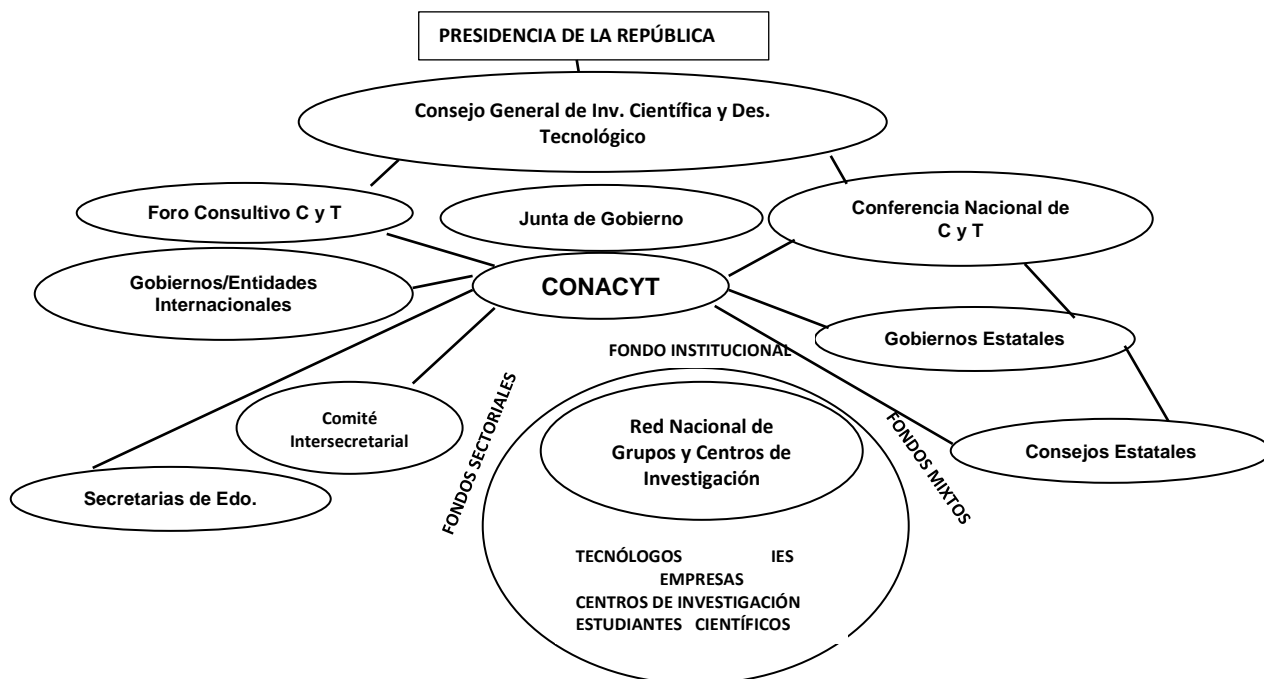 PRESIDENCIA DE LA REPÚBLICA
Consejo General de Inv. Científica y Des.
Tecnológico
Foro Consultivo C y T
Junta de Gobierno
Conferencia Nacional de
C y T
Gobiernos/Entidades
Internacionales
CONACYT
Gobiernos Estatales
FONDO INSTITUCIONAL
Comité
Intersecretarial
FONDOS SECTORIALES
Red Nacional de
Grupos y Centros de
Investigación
FONDOS MIXTOS
Consejos Estatales
Secretarias de Edo.
TECNÓLOGOS IES
EMPRESAS
CENTROS DE INVESTIGACIÓN
ESTUDIANTES CIENTÍFICOS